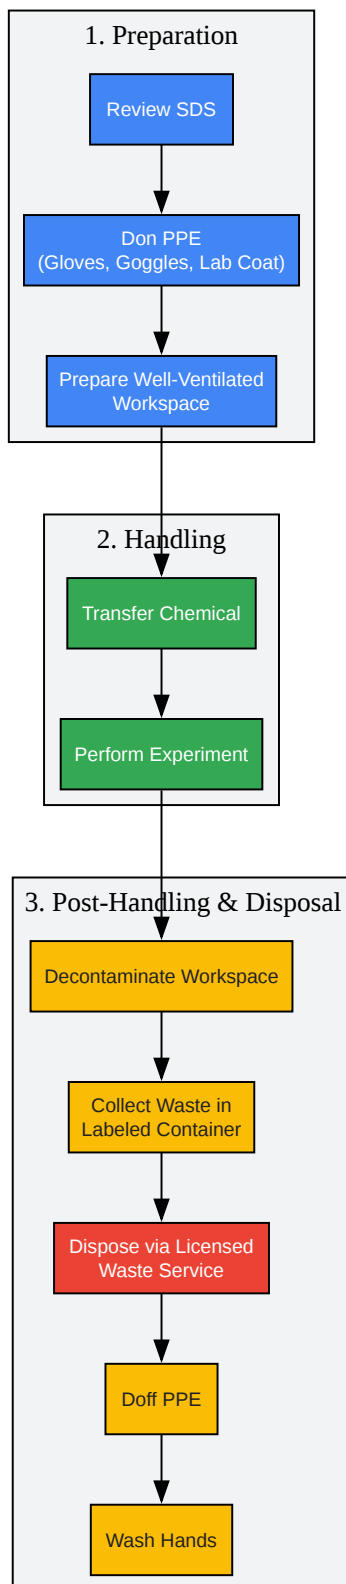 1. Preparation
Review SDS
Don PPE
(Gloves, Goggles, Lab Coat)
Prepare Well-Ventilated
Workspace
2. Handling
Transfer Chemical
Perform Experiment
3. Post-Handling & Disposal
Decontaminate Workspace
Collect Waste in
Labeled Container
Dispose via Licensed
Waste Service
Doff PPE
Wash Hands